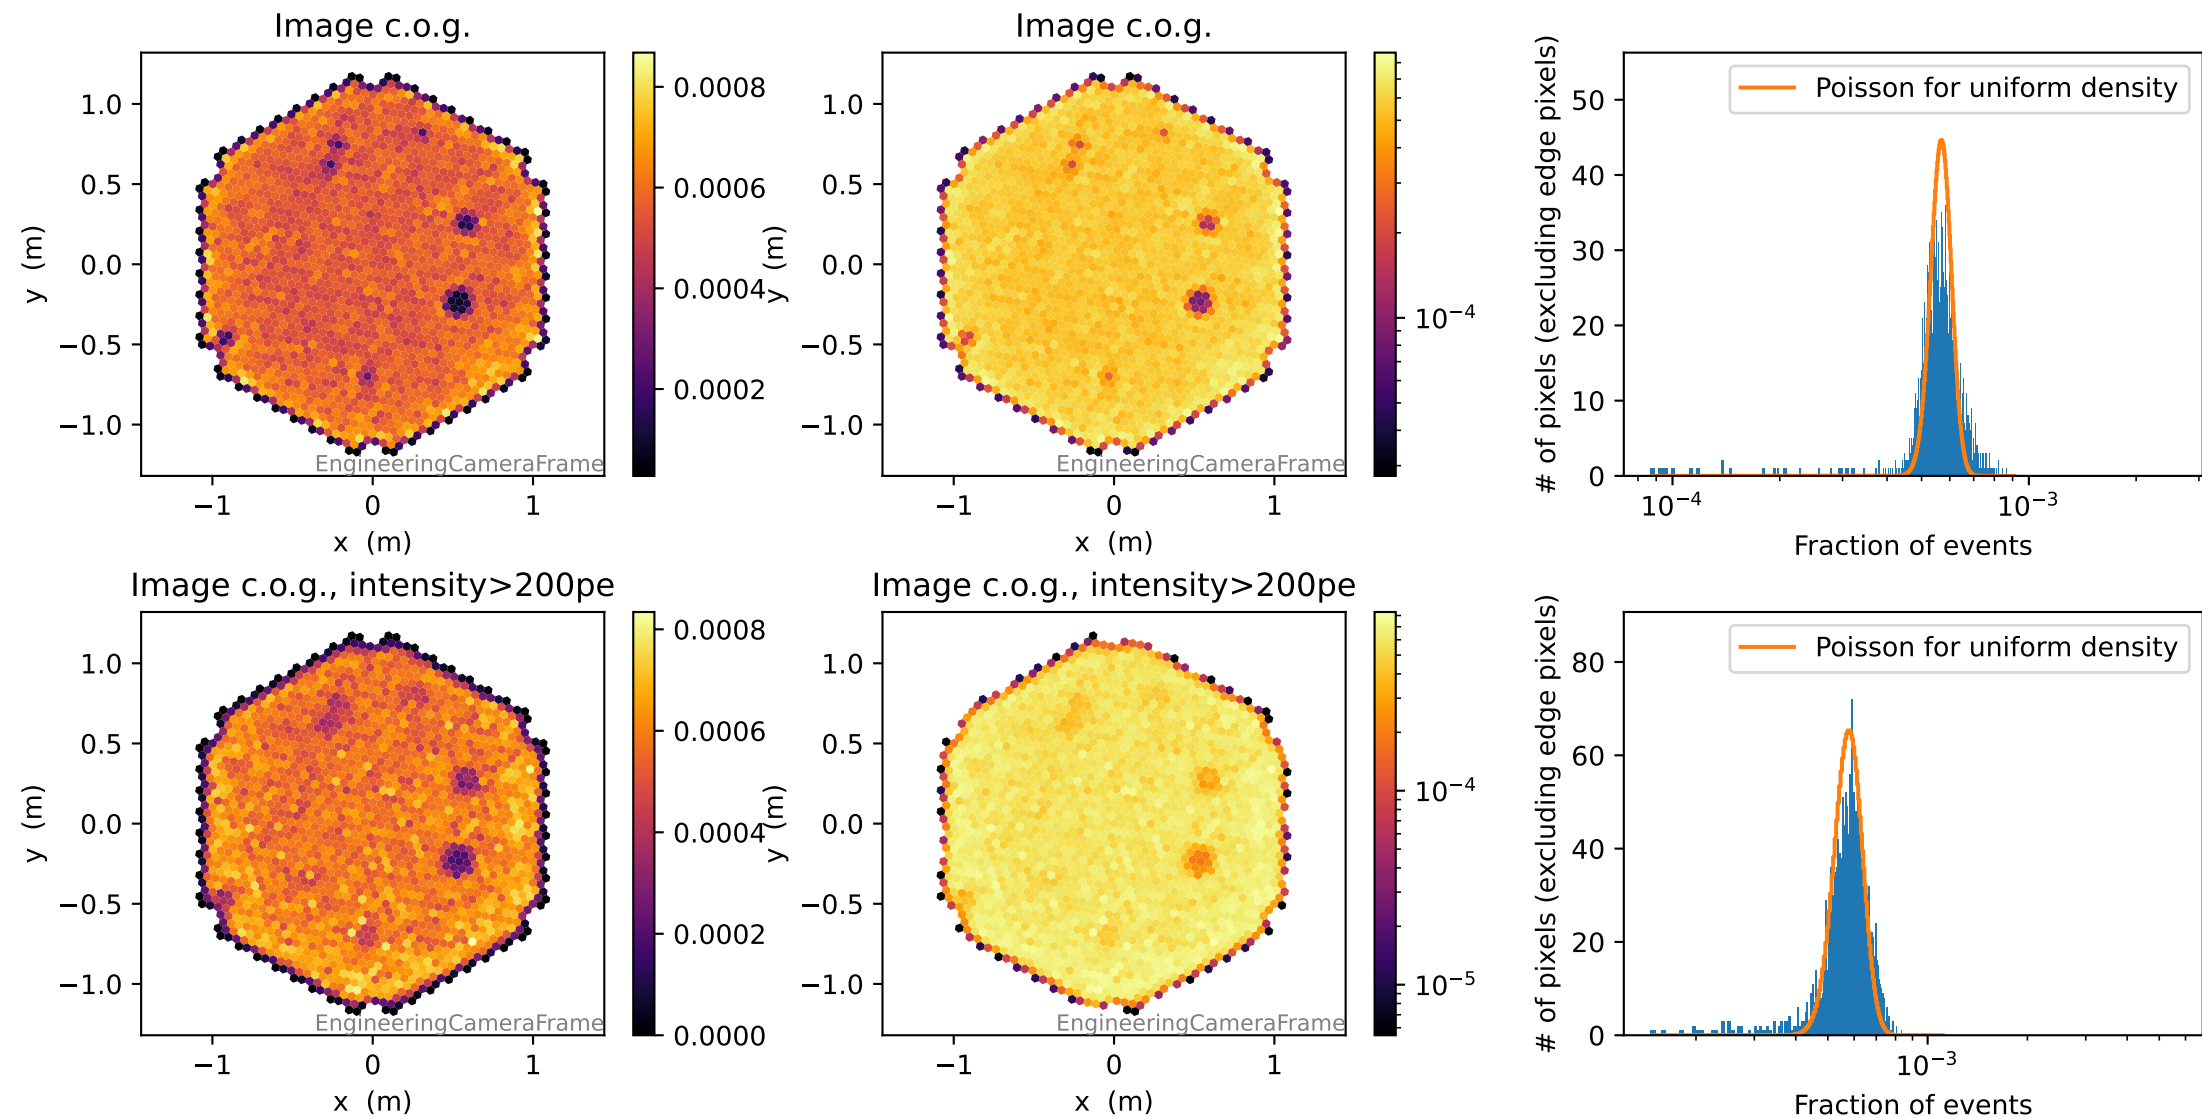 Image c.o.g.
1.0
0.5
0.0
−0.5
−1.0
y (m)
−1
0
1
x (m)
EngineeringCameraFrame
0.0008
0.0006
0.0004
0.0002
Image c.o.g.
1.0
0.5
0.0
−0.5
−1.0
y (m)
−1
0
1
x (m)
EngineeringCameraFrame
10⁻⁴
# of pixels (excluding edge pixels)
50
40
30
20
10
0
Poisson for uniform density
10⁻⁴
10⁻³
Fraction of events
Image c.o.g., intensity>200pe
1.0
0.5
0.0
−0.5
−1.0
y (m)
−1
0
1
x (m)
EngineeringCameraFrame
0.0008
0.0006
0.0004
0.0002
0.0000
Image c.o.g., intensity>200pe
1.0
0.5
0.0
−0.5
−1.0
y (m)
−1
0
1
x (m)
EngineeringCameraFrame
10⁻⁴
10⁻⁵
# of pixels (excluding edge pixels)
80
60
40
20
0
Poisson for uniform density
10⁻³
Fraction of events